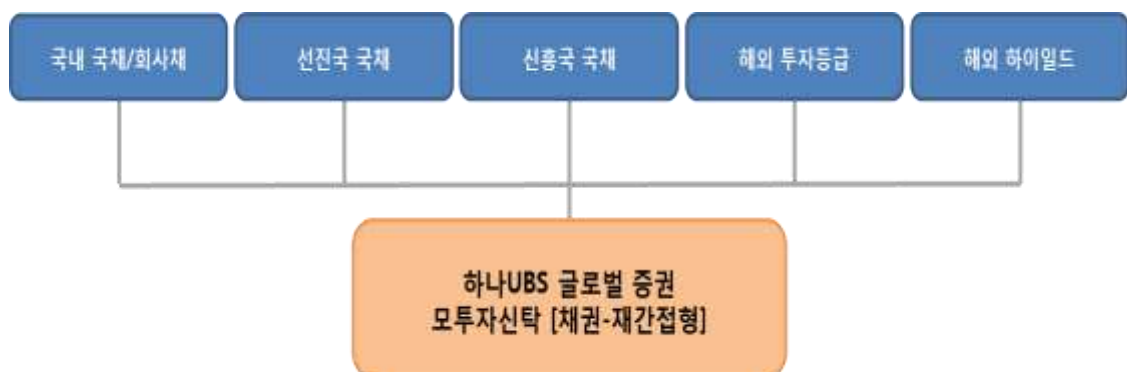 국내 국채/회사채
선진국 국채
신흥국 국채
해외 투자등급
해외 하이일드
하나UBS 글로벌 증권
모투자신탁 [채권-재간접형]